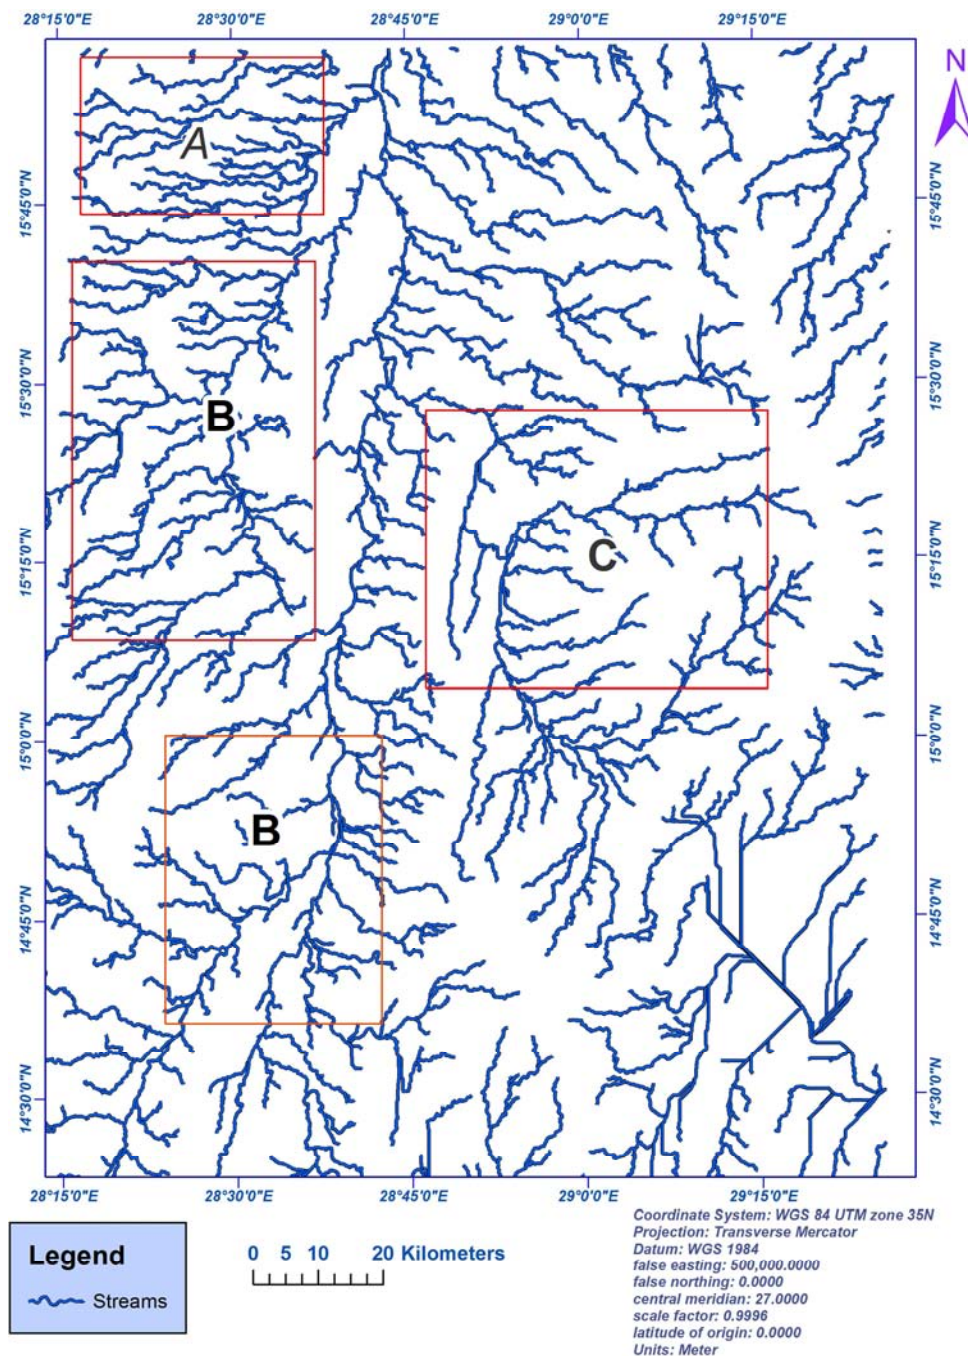 28°15'0"E 28°30'0"E 28°45'0"E 29°0'0"E 29°15'0"E
N
A
15°45'0"N 15°45'0"N
15°30'0"N 15°30'0"N
B
C
15°15'0"N 15°15'0"N
15°0'0"N 15°0'0"N
B
14°45'0"N 14°45'0"N
14°30'0"N 14°30'0"N
28°15'0"E 28°30'0"E 28°45'0"E 29°0'0"E 29°15'0"E
Legend
Streams
0 5 10 20 Kilometers
Coordinate System: WGS 84 UTM zone 35N
Projection: Transverse Mercator
Datum: WGS 1984
false easting: 500,000.0000
false northing: 0.0000
central meridian: 27.0000
scale factor: 0.9996
latitude of origin: 0.0000
Units: Meter